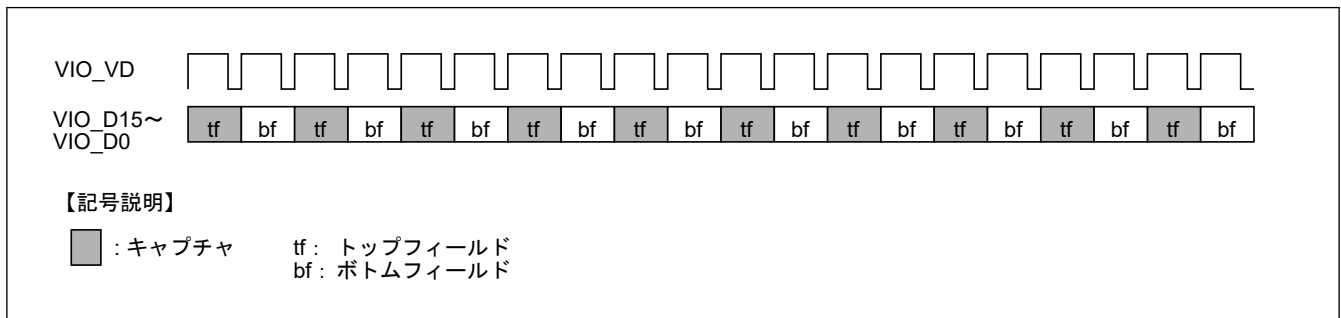 VIO_VD
VIO_D15～
VIO_D0
tf bf tf bf tf bf tf bf tf bf tf bf tf bf tf bf tf bf tf bf
【記号説明】
: キャプチャ tf : トップフィールド
bf : ボトムフィールド